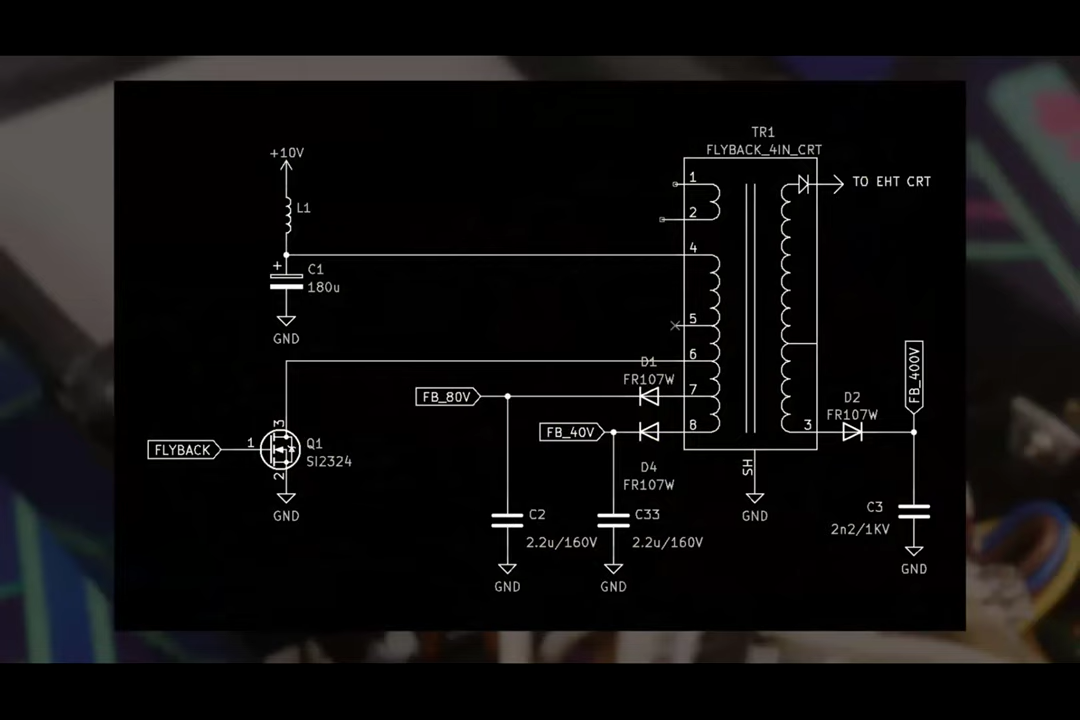 TR1
FLYBACK_4IN_CRT
+10V
L1
+
C1
180u
GND
1
2
4
5
6
7
8
TO EHT CRT
D1
FR107W
FB_80V
FB_40V
D4
FR107W
FLYBACK
1
3
2
Q1
SI2324
GND
C2
2.2u/160V
GND
C33
2.2u/160V
GND
SH
GND
3
D2
FR107W
FB_400V
C3
2n2/1KV
GND